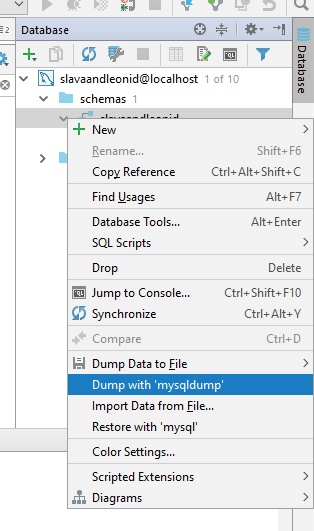 Database
slavaandleonid@localhost 1 of 10
schemas 1
Database
New
Rename... Shift+F6
Copy Reference Ctrl+Alt+Shift+C
Find Usages Alt+F7
Database Tools... Alt+Enter
SQL Scripts
Drop Delete
Jump to Console... Ctrl+Shift+F10
Synchronize Ctrl+Alt+Y
Compare Ctrl+D
Dump Data to File
Dump with 'mysqldump'
Import Data from File...
Restore with 'mysql'
Color Settings...
Scripted Extensions
Diagrams